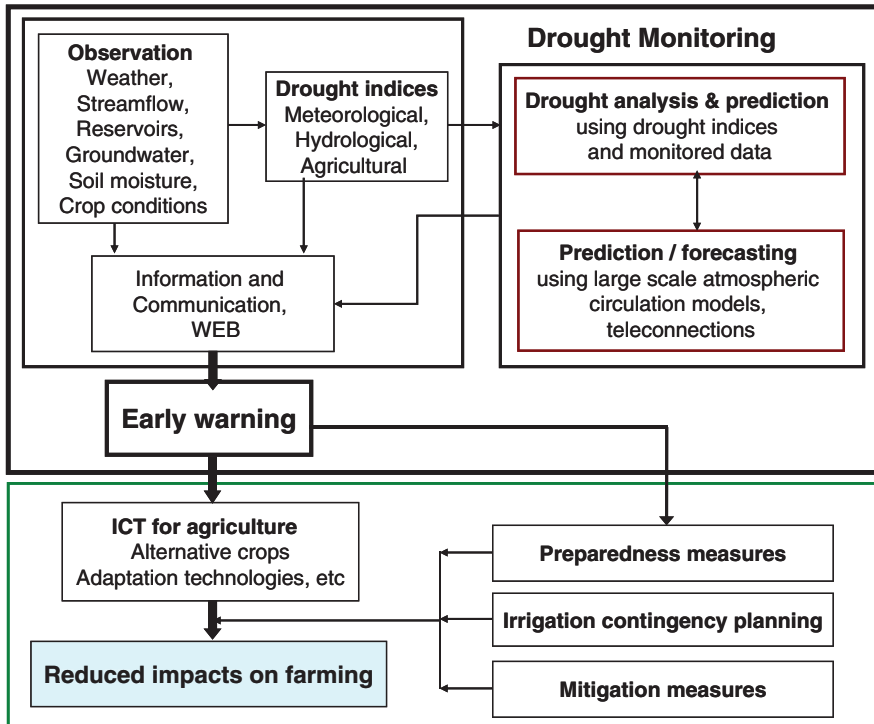 Drought Monitoring
Observation
Weather,
Streamflow,
Reservoirs,
Groundwater,
Soil moisture,
Crop conditions
Drought indices
Meteorological,
Hydrological,
Agricultural
Drought analysis & prediction
using drought indices
and monitored data
Prediction / forecasting
using large scale atmospheric
circulation models,
teleconnections
Information and
Communication,
WEB
Early warning
ICT for agriculture
Alternative crops
Adaptation technologies, etc
Preparedness measures
Irrigation contingency planning
Mitigation measures
Reduced impacts on farming